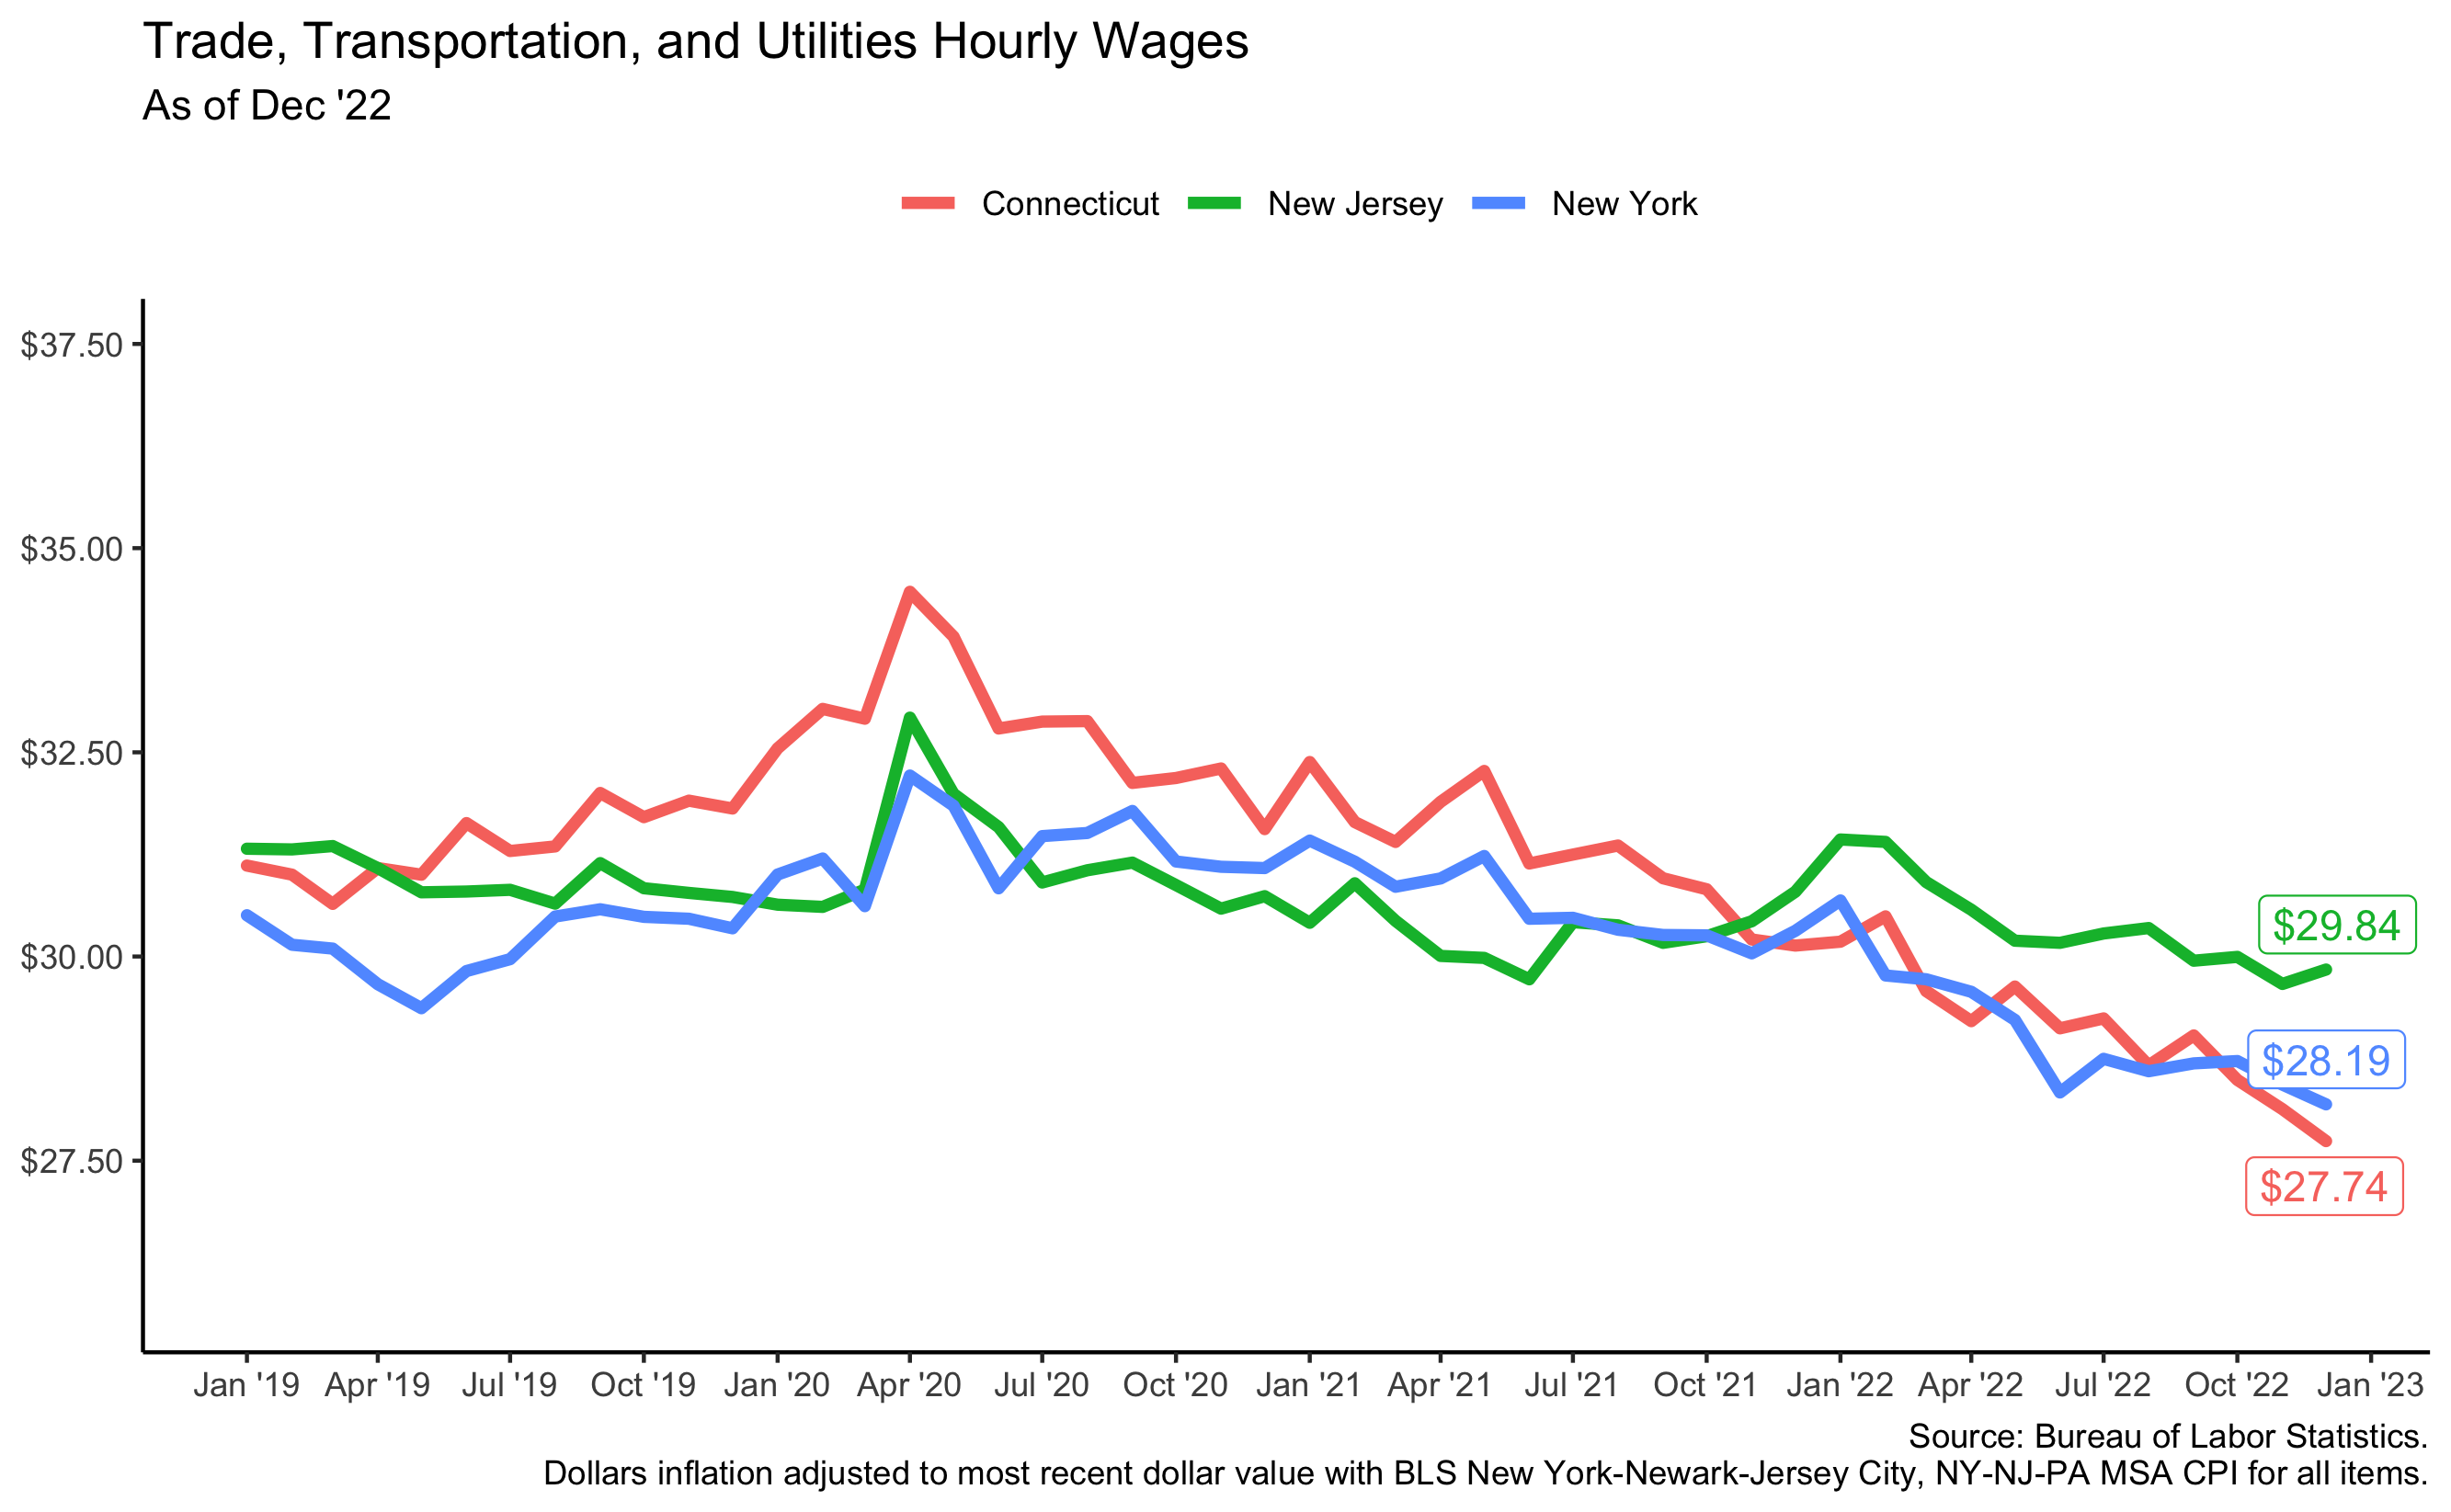 Trade, Transportation, and Utilities Hourly Wages
As of Dec '22
Connecticut New Jersey New York
$37.50
$35.00
$32.50
$30.00
$27.50
$29.84
$28.19
$27.74
Jan '19 Apr '19 Jul '19 Oct '19 Jan '20 Apr '20 Jul '20 Oct '20 Jan '21 Apr '21 Jul '21 Oct '21 Jan '22 Apr '22 Jul '22 Oct '22 Jan '23
Source: Bureau of Labor Statistics.
Dollars inflation adjusted to most recent dollar value with BLS New York-Newark-Jersey City, NY-NJ-PA MSA CPI for all items.